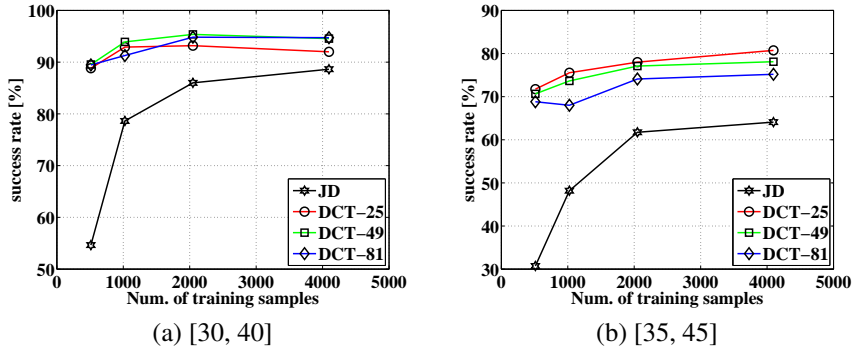 100
90
80
70
60
50
success rate [%]
0 1000 2000 3000 4000 5000
Num. of training samples
JD
DCT-25
DCT-49
DCT-81
(a) [30, 40]
90
80
70
60
50
40
30
success rate [%]
0 1000 2000 3000 4000 5000
Num. of training samples
JD
DCT-25
DCT-49
DCT-81
(b) [35, 45]